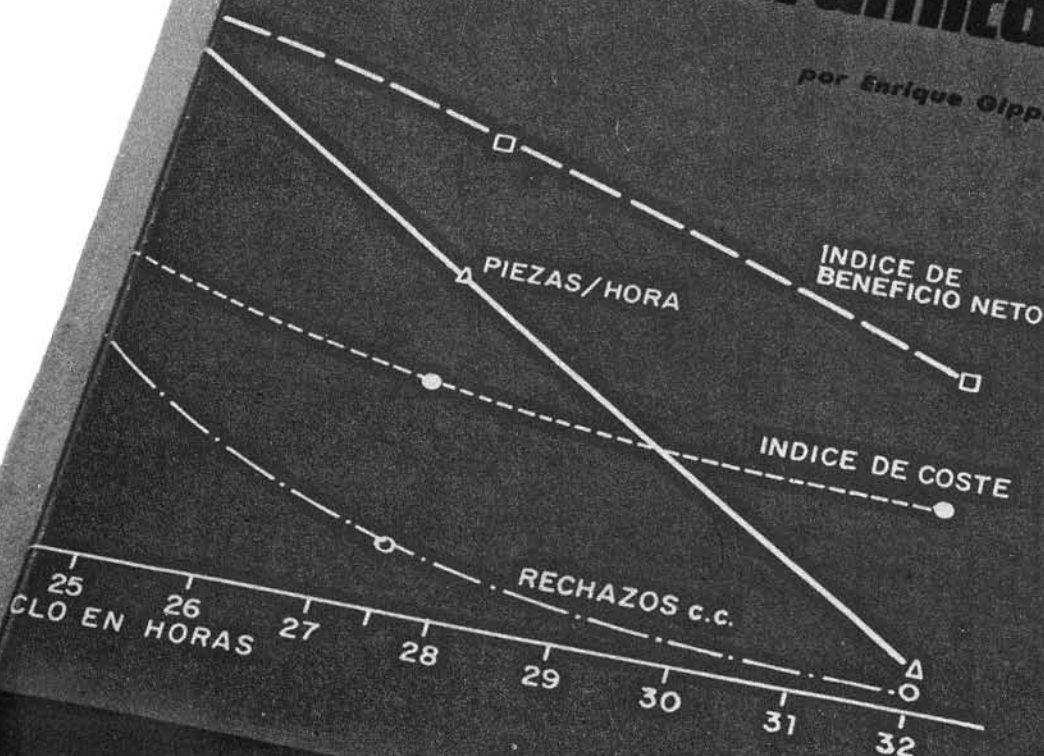 por Enrique
INDICE DE
BENEFICIO NETO
PIEZAS/HORA
INDICE DE COSTE
RECHAZOS c.c.
25 26 27 28 29 30 31 32
CLO EN HORAS